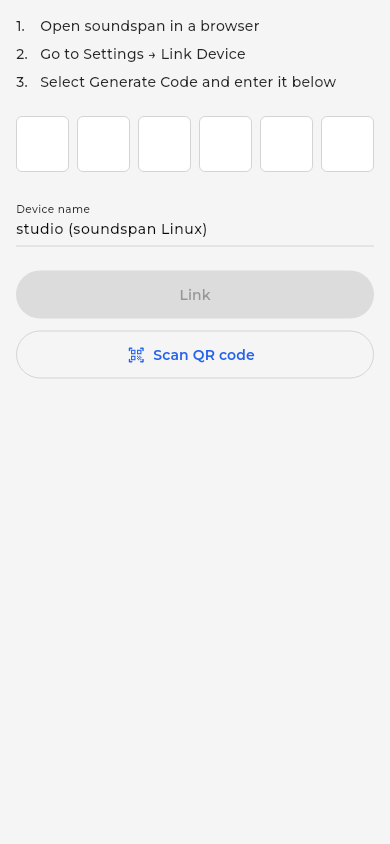 1. Open soundspan in a browser
2. Go to Settings → Link Device
3. Select Generate Code and enter it below
Device name
studio (soundspan Linux)
Link
Scan QR code